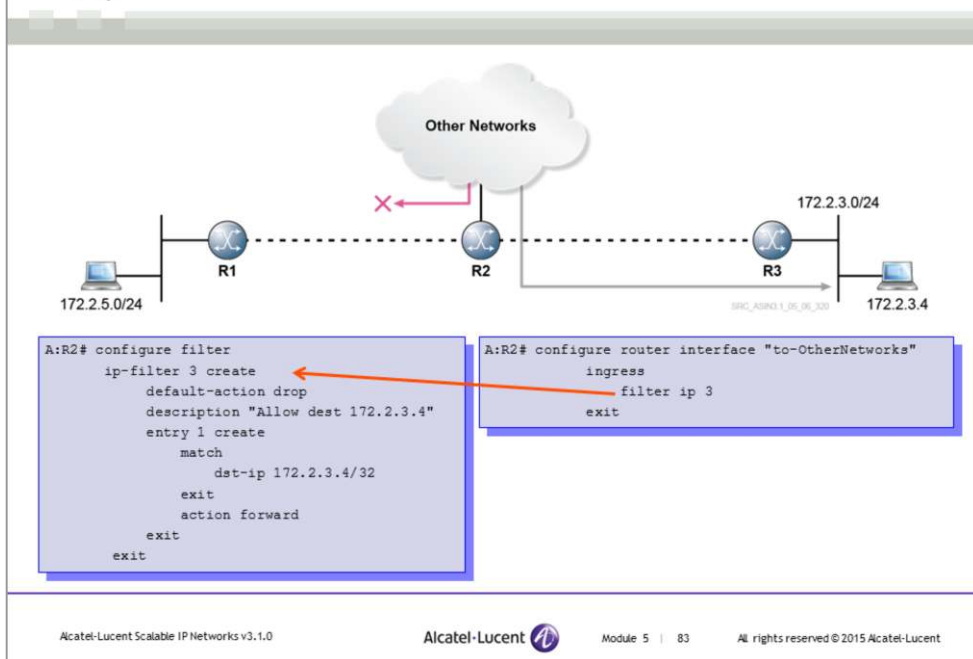 Other Networks
172.2.3.0/24
R1
R2
R3
172.2.5.0/24
SRC_ASIN3.1_05_06_320
172.2.3.4
A:R2# configure filter
ip-filter 3 create
default-action drop
description "Allow dest 172.2.3.4"
entry 1 create
match
dst-ip 172.2.3.4/32
exit
action forward
exit
exit
A:R2# configure router interface "to-OtherNetworks"
ingress
filter ip 3
exit
Alcatel-Lucent Scalable IP Networks v3.1.0
Alcatel·Lucent
Module 5 | 83
All rights reserved © 2015 Alcatel-Lucent